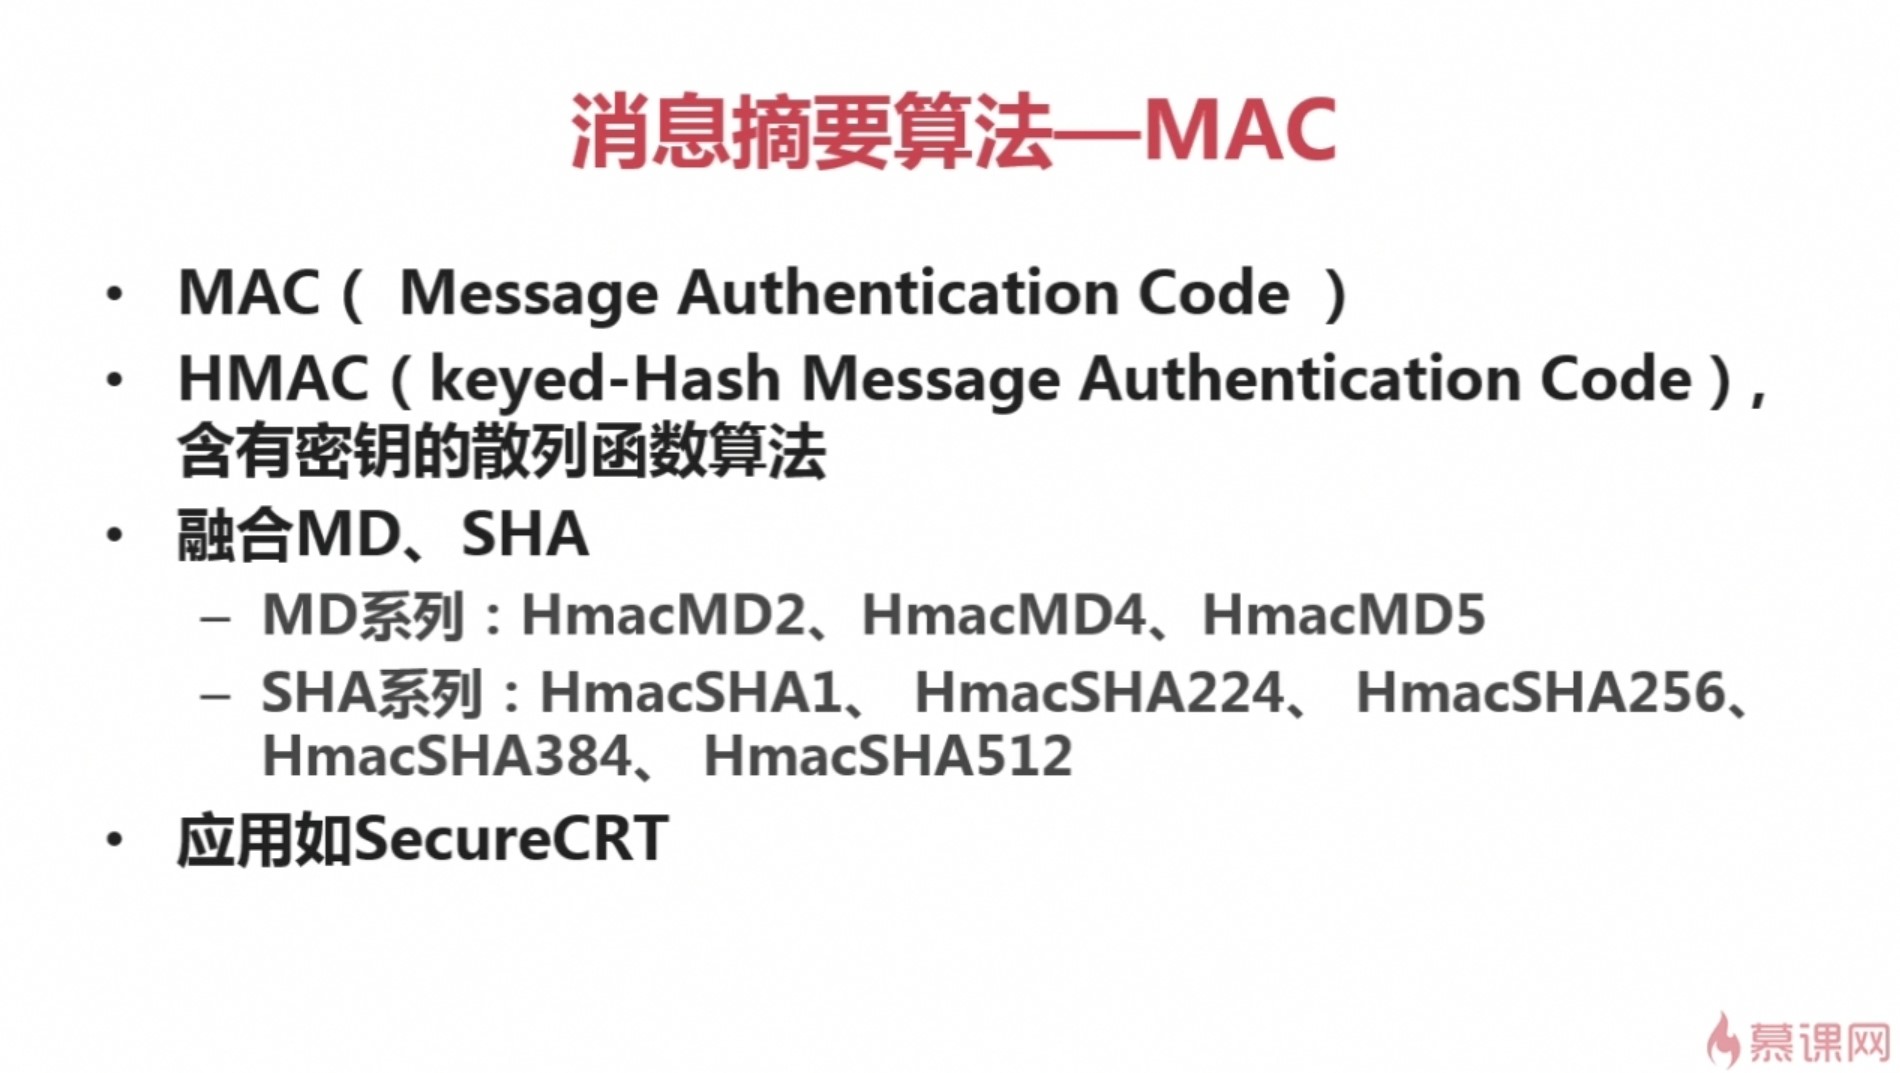 消息摘要算法—MAC
• MAC（ Message Authentication Code ）
• HMAC（keyed-Hash Message Authentication Code），
含有密钥的散列函数算法
• 融合MD、SHA
– MD系列：HmacMD2、HmacMD4、HmacMD5
– SHA系列：HmacSHA1、 HmacSHA224、 HmacSHA256、
HmacSHA384、 HmacSHA512
• 应用如SecureCRT
慕课网